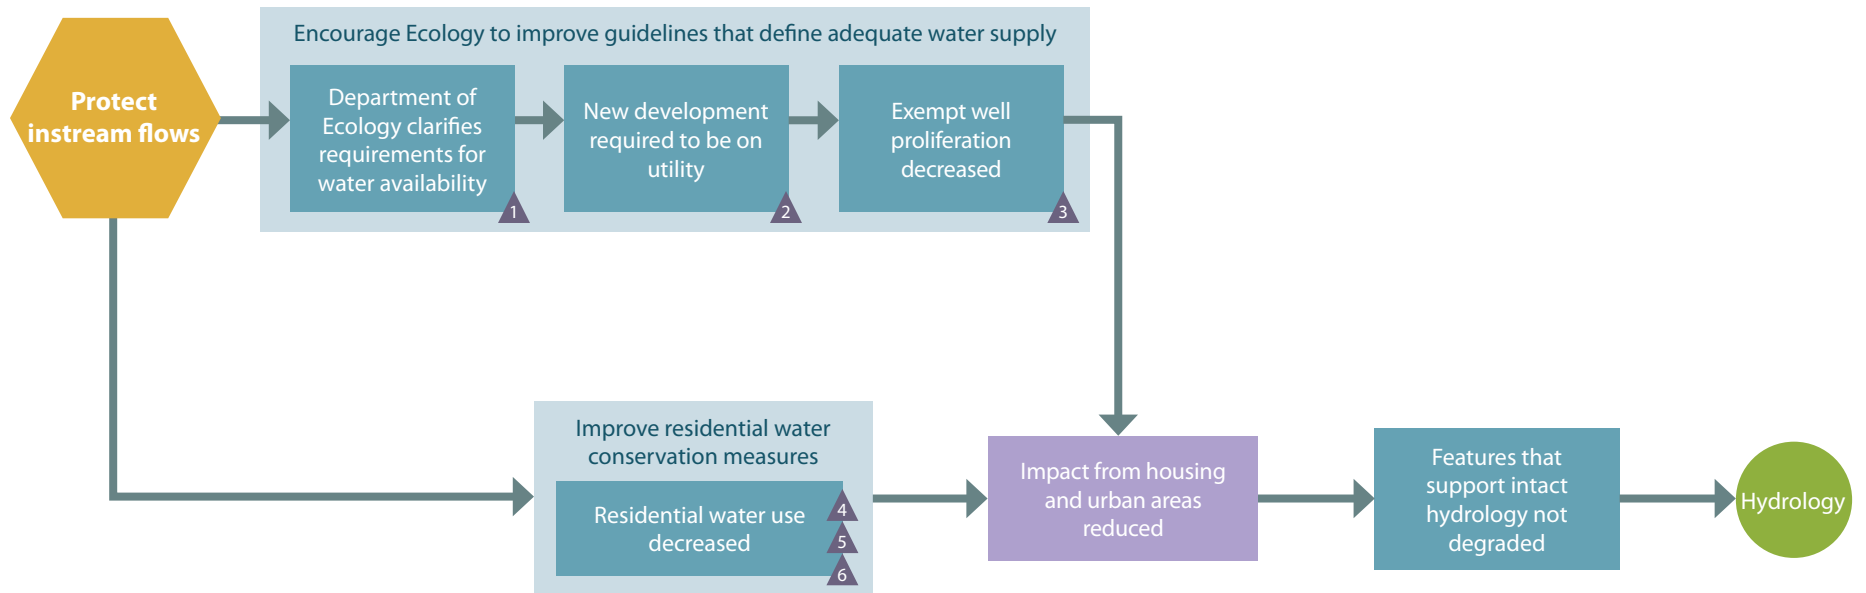 Protect
instream flows
Encourage Ecology to improve guidelines that define adequate water supply
Department of
Ecology clarifies
requirements for
water availability
1
New development
required to be on
utility
2
Exempt well
proliferation
decreased
3
Improve residential water
conservation measures
Residential water use
decreased
4
5
6
Impact from housing
and urban areas
reduced
Features that
support intact
hydrology not
degraded
Hydrology